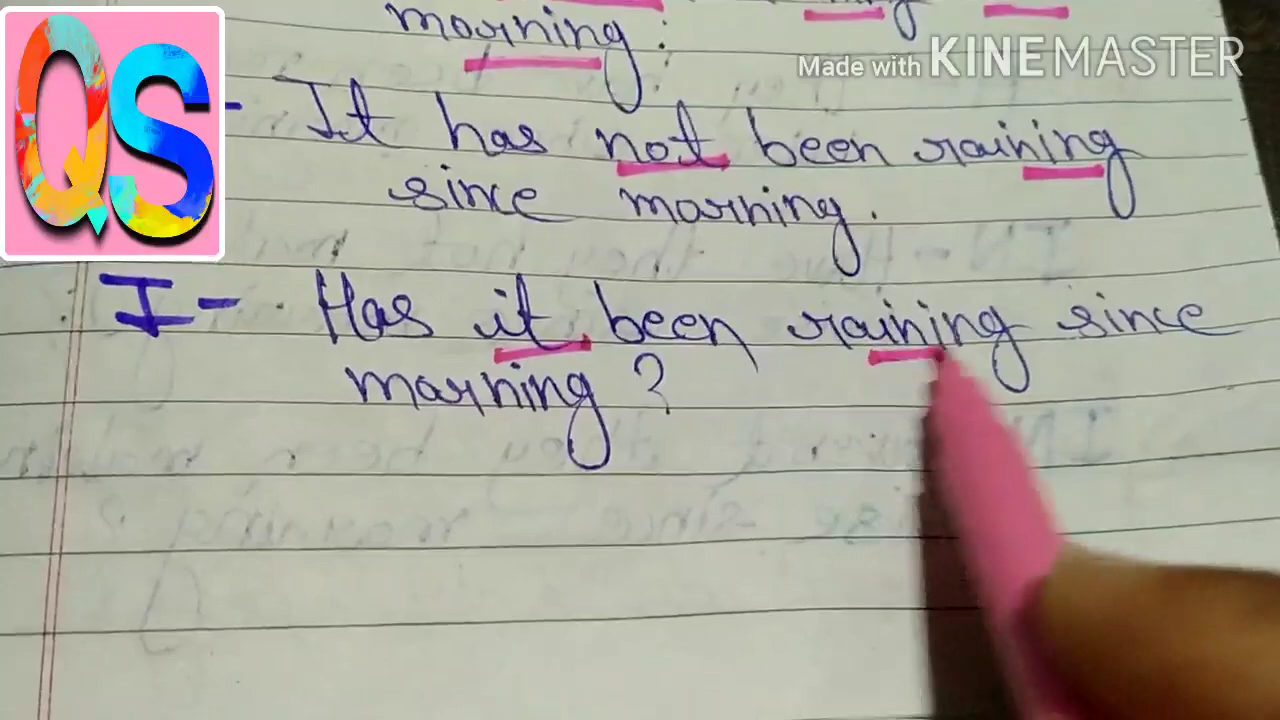 morning.
QS
Made with KINEMASTER
- It has not been raining
since morning.
I - Has it been raining since
morning ?